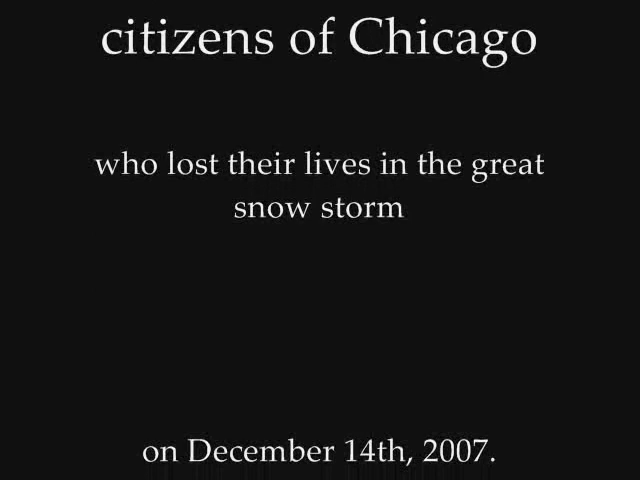 citizens of Chicago
who lost their lives in the great
snow storm
on December 14th, 2007.